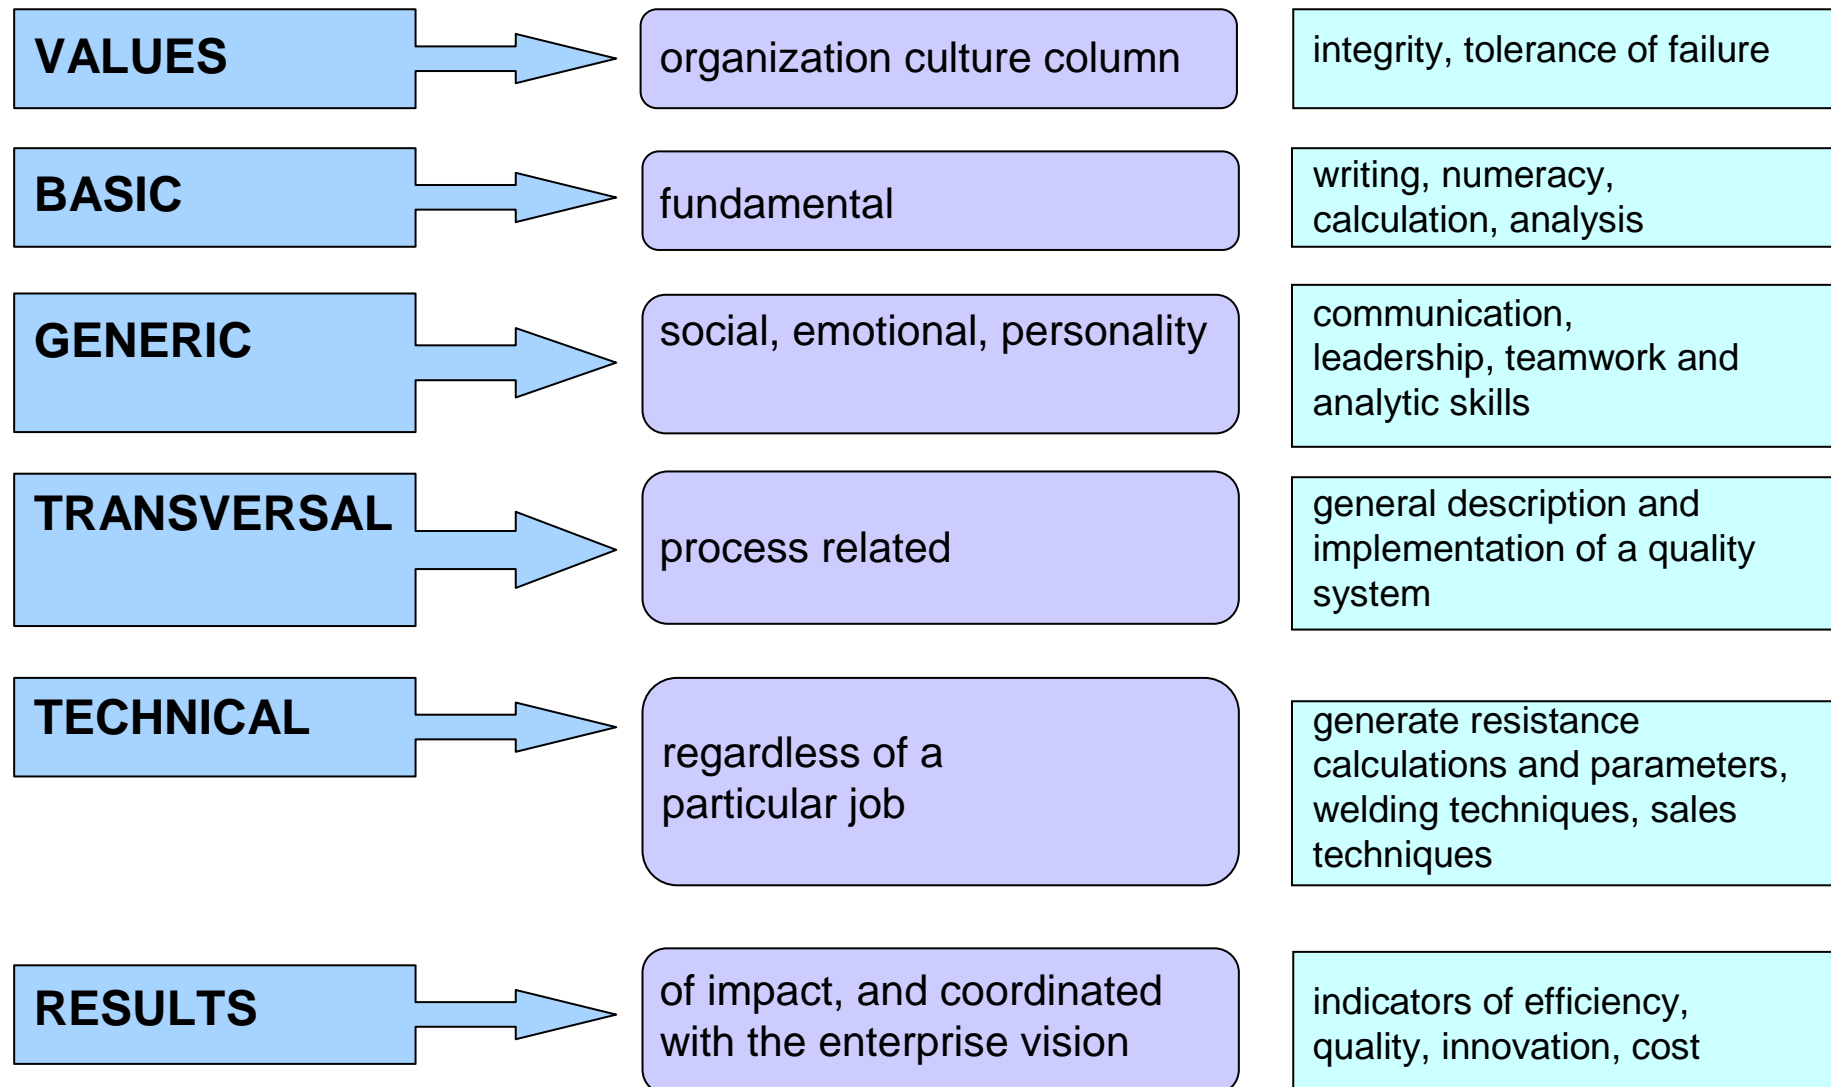 VALUES
organization culture column
integrity, tolerance of failure
BASIC
fundamental
writing, numeracy,
calculation, analysis
GENERIC
social, emotional, personality
communication,
leadership, teamwork and
analytic skills
TRANSVERSAL
process related
general description and
implementation of a quality
system
TECHNICAL
regardless of a
particular job
generate resistance
calculations and parameters,
welding techniques, sales
techniques
RESULTS
of impact, and coordinated
with the enterprise vision
indicators of efficiency,
quality, innovation, cost